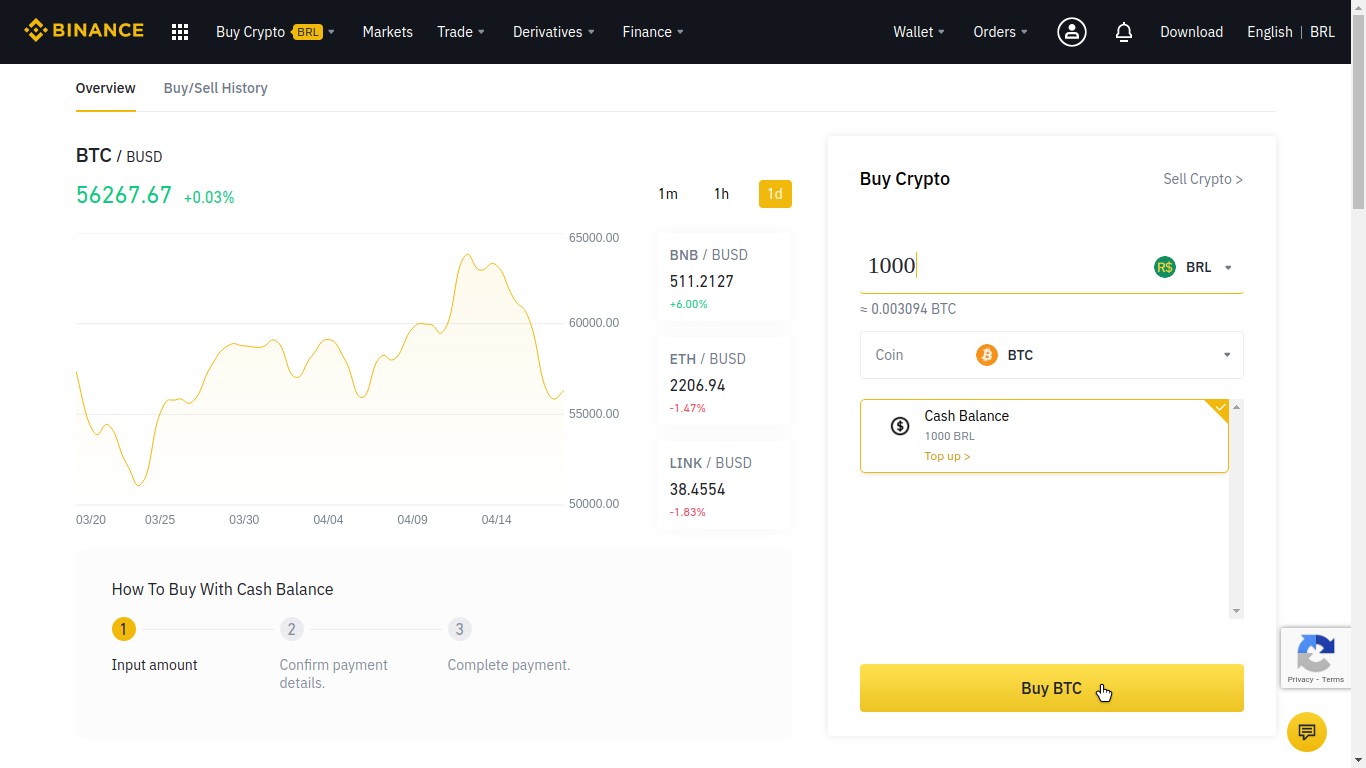 BINANCE Buy Crypto BRL Markets Trade Derivatives Finance Wallet Orders Download English | BRL
Overview Buy/Sell History
BTC / BUSD
56267.67 +0.03%
1m 1h 1d
65000.00
60000.00
55000.00
50000.00
03/20 03/25 03/30 04/04 04/09 04/14
BNB / BUSD
511.2127
+6.00%
ETH / BUSD
2206.94
-1.47%
LINK / BUSD
38.4554
-1.83%
How To Buy With Cash Balance
1 2 3
Input amount
Confirm payment
details.
Complete payment.
Buy Crypto Sell Crypto >
1000 R$ BRL
≈ 0.003094 BTC
Coin BTC
Cash Balance
1000 BRL
Top up >
Buy BTC
Privacy - Terms